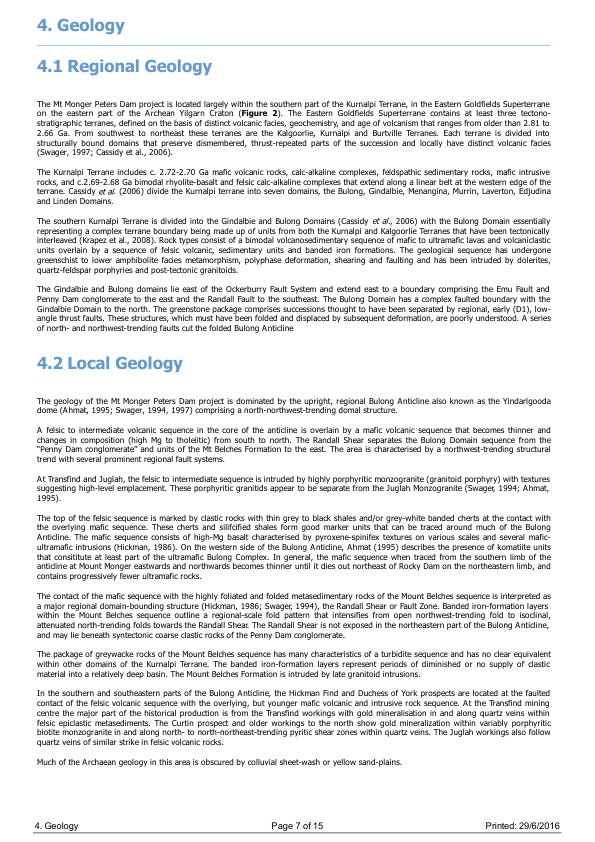 4. Geology
4.1 Regional Geology
The Mt Monger Peters Dam project is located largely within the southern part of the Kurnalpi Terrane, in the Eastern Goldfields Superterrane
on the eastern part of the Archean Yilgarn Craton (Figure 2). The Eastern Goldfields Superterrane contains at least three tectono-
stratigraphic terranes, defined on the basis of distinct volcanic facies, geochemistry, and age of volcanism that ranges from older than 2.81 to
2.66 Ga. From southwest to northeast these terranes are the Kalgoorlie, Kurnalpi and Burtville Terranes. Each terrane is divided into
structurally bound domains that preserve dismembered, thrust-repeated parts of the succession and locally have distinct volcanic facies
(Swager, 1997; Cassidy et al., 2006).
The Kurnalpi Terrane includes c. 2.72-2.70 Ga mafic volcanic rocks, calc-alkaline complexes, feldspathic sedimentary rocks, mafic intrusive
rocks, and c.2.69-2.68 Ga bimodal rhyolite-basalt and felsic calc-alkaline complexes that extend along a linear belt at the western edge of the
terrane. Cassidy et al. (2006) divide the Kurnalpi terrane into seven domains, the Bulong, Gindalbie, Menangina, Murrin, Laverton, Edjudina
and Linden Domains.
The southern Kurnalpi Terrane is divided into the Gindalbie and Bulong Domains (Cassidy et al., 2006) with the Bulong Domain essentially
representing a complex terrane boundary being made up of units from both the Kurnalpi and Kalgoorlie Terranes that have been tectonically
interleaved (Krapez et al., 2008). Rock types consist of a bimodal volcanosedimentary sequence of mafic to ultramafic lavas and volcaniclastic
units overlain by a sequence of felsic volcanic, sedimentary units and banded iron formations. The geological sequence has undergone
greenschist to lower amphibolite facies metamorphism, polyphase deformation, shearing and faulting and has been intruded by dolerites,
quartz-feldspar porphyries and post-tectonic granitoids.
The Gindalbie and Bulong domains lie east of the Ockerburry Fault System and extend east to a boundary comprising the Emu Fault and
Penny Dam conglomerate to the east and the Randall Fault to the southeast. The Bulong Domain has a complex faulted boundary with the
Gindalbie Domain to the north. The greenstone package comprises successions thought to have been separated by regional, early (D1), low-
angle thrust faults. These structures, which must have been folded and displaced by subsequent deformation, are poorly understood. A series
of north- and northwest-trending faults cut the folded Bulong Anticline
4.2 Local Geology
The geology of the Mt Monger Peters Dam project is dominated by the upright, regional Bulong Anticline also known as the Yindarlgooda
dome (Ahmat, 1995; Swager, 1994, 1997) comprising a north-northwest-trending domal structure.
A felsic to intermediate volcanic sequence in the core of the anticline is overlain by a mafic volcanic sequence that becomes thinner and
changes in composition (high Mg to tholeiitic) from south to north. The Randall Shear separates the Bulong Domain sequence from the
"Penny Dam conglomerate" and units of the Mt Belches Formation to the east. The area is characterised by a northwest-trending structural
trend with several prominent regional fault systems.
At Transfind and Juglah, the felsic to intermediate sequence is intruded by highly porphyritic monzogranite (granitoid porphyry) with textures
suggesting high-level emplacement. These porphyritic granitids appear to be separate from the Juglah Monzogranite (Swager, 1994; Ahmat,
1995).
The top of the felsic sequence is marked by clastic rocks with thin grey to black shales and/or grey-white banded cherts at the contact with
the overlying mafic sequence. These cherts and silifcified shales form good marker units that can be traced around much of the Bulong
Anticline. The mafic sequence consists of high-Mg basalt characterised by pyroxene-spinifex textures on various scales and several mafic-
ultramafic intrusions (Hickman, 1986). On the western side of the Bulong Anticline, Ahmat (1995) describes the presence of komatiite units
that consititute at least part of the ultramafic Bulong Complex. In general, the mafic sequence when traced from the southern limb of the
anticline at Mount Monger eastwards and northwards becomes thinner until it dies out northeast of Rocky Dam on the northeastern limb, and
contains progressively fewer ultramafic rocks.
The contact of the mafic sequence with the highly foliated and folded metasedimentary rocks of the Mount Belches sequence is interpreted as
a major regional domain-bounding structure (Hickman, 1986; Swager, 1994), the Randall Shear or Fault Zone. Banded iron-formation layers
within the Mount Belches sequence outline a regional-scale fold pattern that intensifies from open northwest-trending fold to isoclinal,
attenuated north-trending folds towards the Randall Shear. The Randall Shear is not exposed in the northeastern part of the Bulong Anticline,
and may lie beneath syntectonic coarse clastic rocks of the Penny Dam conglomerate.
The package of greywacke rocks of the Mount Belches sequence has many characteristics of a turbidite sequence and has no clear equivalent
within other domains of the Kurnalpi Terrane. The banded iron-formation layers represent periods of diminished or no supply of clastic
material into a relatively deep basin. The Mount Belches Formation is intruded by late granitoid intrusions.
In the southern and southeastern parts of the Bulong Anticline, the Hickman Find and Duchess of York prospects are located at the faulted
contact of the felsic volcanic sequence with the overlying, but younger mafic volcanic and intrusive rock sequence. At the Transfind mining
centre the major part of the historical production is from the Transfind workings with gold mineralisation in and along quartz veins within
felsic epiclastic metasediments. The Curtin prospect and older workings to the north show gold mineralization within variably porphyritic
biotite monzogranite in and along north- to north-northeast-trending pyritic shear zones within quartz veins. The Juglah workings also follow
quartz veins of similar strike in felsic volcanic rocks.
Much of the Archaean geology in this area is obscured by colluvial sheet-wash or yellow sand-plains.
4. Geology Page 7 of 15 Printed: 29/6/2016